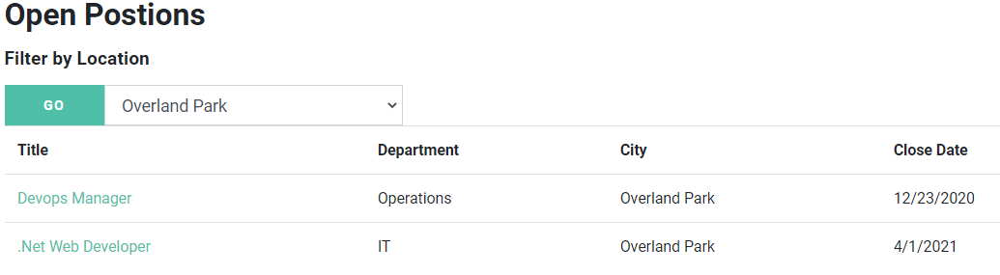 Open Postions
Filter by Location
GO Overland Park
Title Department City Close Date
Devops Manager Operations Overland Park 12/23/2020
.Net Web Developer IT Overland Park 4/1/2021